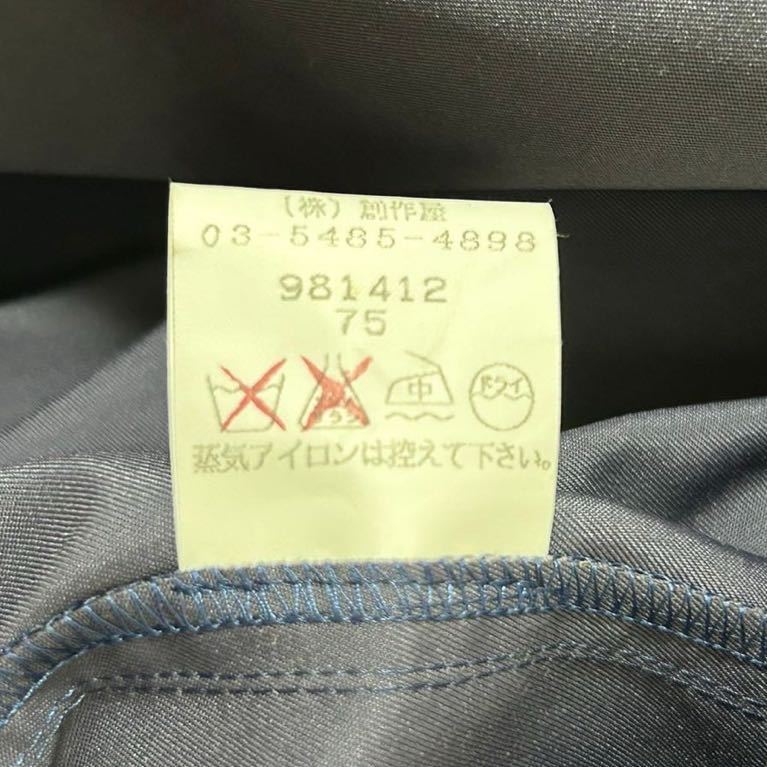 （株）創作屋
03-5485-4898
981412
75
中 ドライ
蒸気アイロンは控えて下さい。